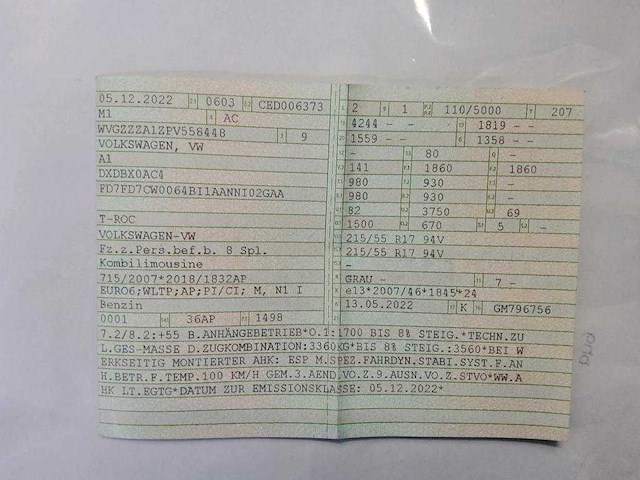 05.12.2022 0603 CED006373
M1 AC
WVGZZZA1ZPV558448 9
VOLKSWAGEN, VW
A1
DXDBX0AC4
FD7FD7CW0064BI1AANNI02GAA
T-ROC
VOLKSWAGEN-VW
Fz.z.Pers.bef.b. 8 Spl.
Kombilimousine
715/2007*2018/1832AP
EURO6;WLTP;AP;PI/CI; M, N1 I
Benzin
0001 36AP 1498
2 1 110/5000 207
4244 - - 1819 - -
1559 - - 1358 - -
- 80 -
141 1860 1860
980 930 -
980 930 -
82 3750 69
1500 670 5 -
215/55 R17 94V
215/55 R17 94V
-
GRAU - 7 -
e13*2007/46*1845*24
13.05.2022 K GM796756
7.2/8.2:+55 B.ANHÄNGEBETRIEB*O.1:1700 BIS 8% STEIG.*TECHN.ZU
L.GES-MASSE D.ZUGKOMBINATION:3360KG*BIS 8% STEIG.:3560*BEI W
ERKSEITIG MONTIERTER AHK: ESP M.SPEZ.FAHRDYN.STABI.SYST.F.AN
H.BETR.F.TEMP.100 KM/H GEM.3.AEND.VO.Z.9.AUSN.VO.Z.STVO*WW.A
HK LT.EGTG*DATUM ZUR EMISSIONSKLASSE: 05.12.2022*